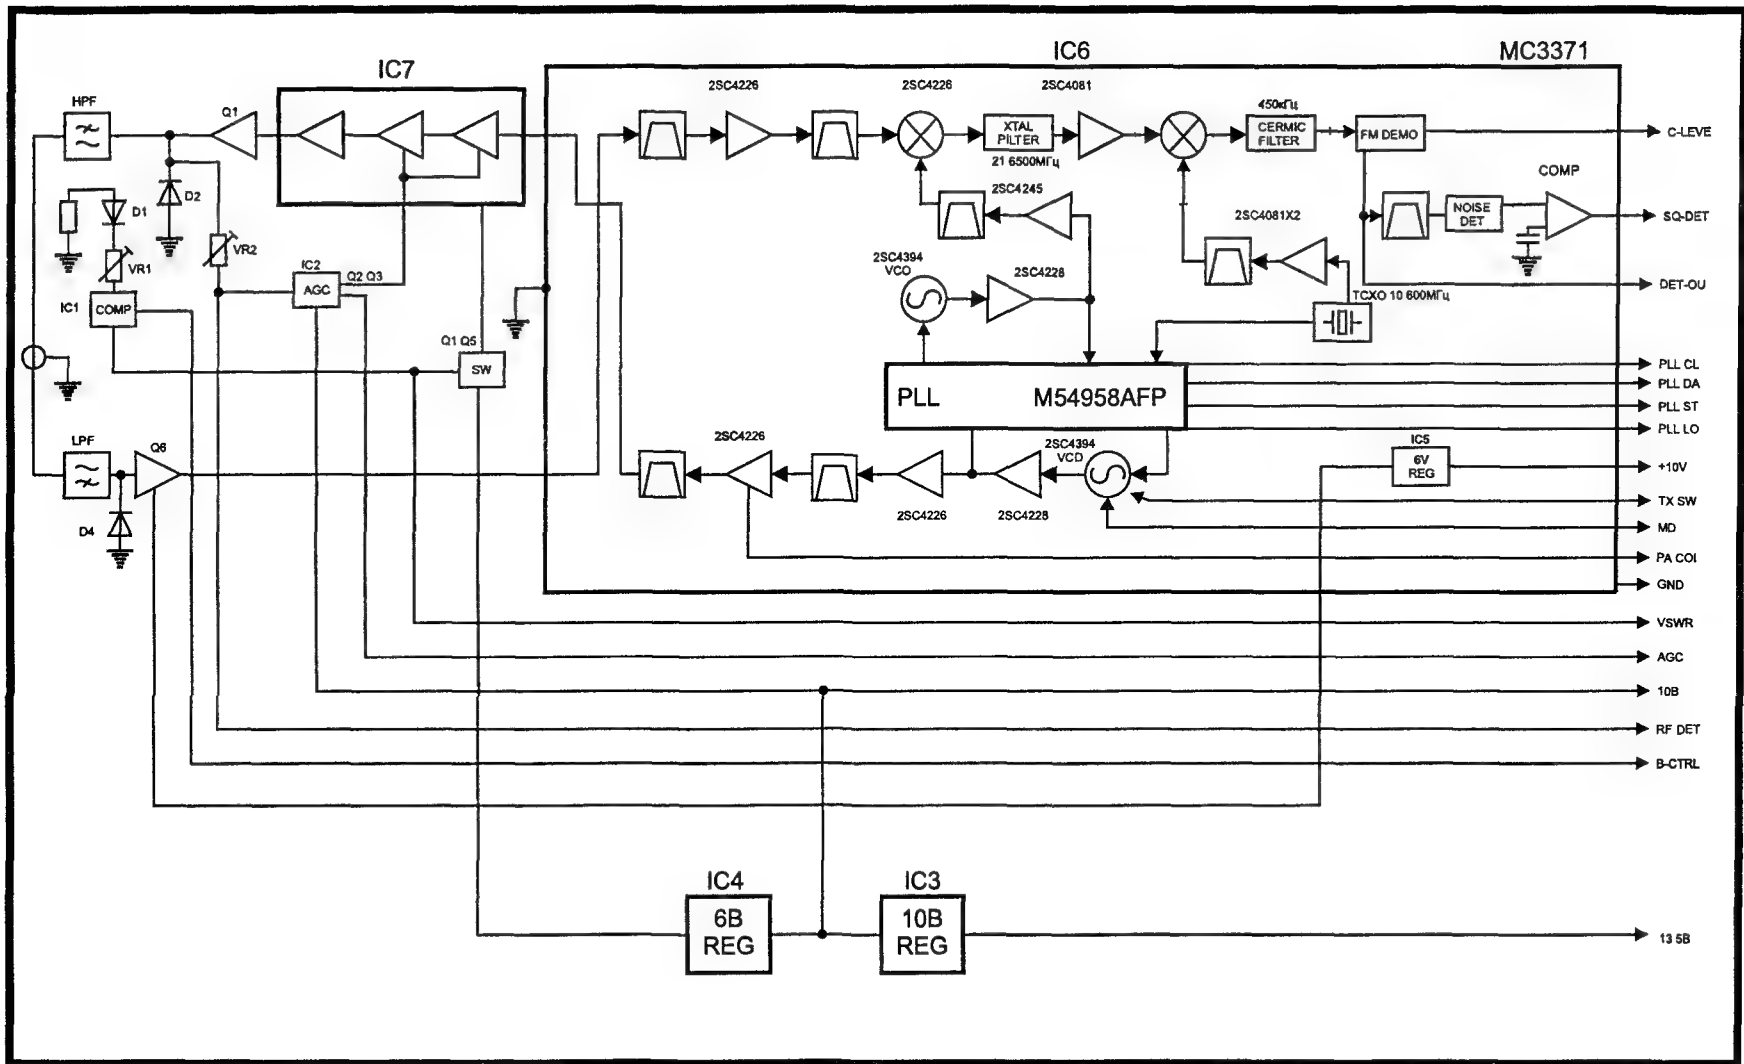 IC6
MC3371
IC7
2SC4226
2SC4226
2SC4081
HPF
Q1
450кГц
XTAL
PILTER
CERMIC
FILTER
FM DEMO
C-LEVE
21 6500МГц
COMP
D1
D2
2SC4245
2SC4081X2
NOISE
DET
SQ-DET
VR1
VR2
2SC4394
VCO
2SC4228
IC2
Q2 Q3
AGC
IC1
COMP
TCXO 10 600МГц
DET-OU
Q1 Q5
SW
PLL
M54958AFP
PLL CL
PLL DA
PLL ST
PLL LO
LPF
Q6
2SC4226
2SC4394
VCD
IC5
6V
REG
+10V
TX SW
2SC4226
2SC4228
MD
D4
PA COI
GND
VSWR
AGC
10B
RF DET
B-CTRL
IC4
6B
REG
IC3
10B
REG
13 5B